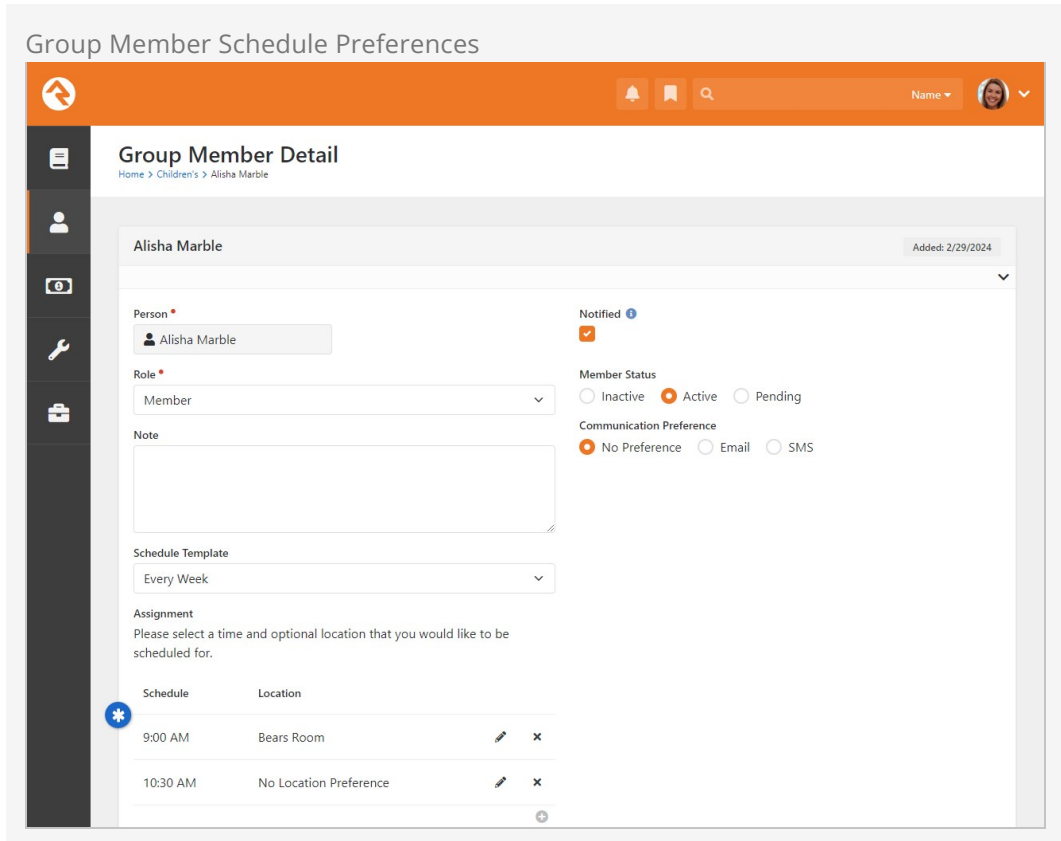 Group Member Schedule Preferences
Name
Group Member Detail
Home > Children's > Alisha Marble
Alisha Marble
Added: 2/29/2024
Person
Alisha Marble
Notified
Role
Member
Member Status
Inactive Active Pending
Communication Preference
No Preference Email SMS
Note
Schedule Template
Every Week
Assignment
Please select a time and optional location that you would like to be
scheduled for.
Schedule Location
9:00 AM Bears Room
10:30 AM No Location Preference